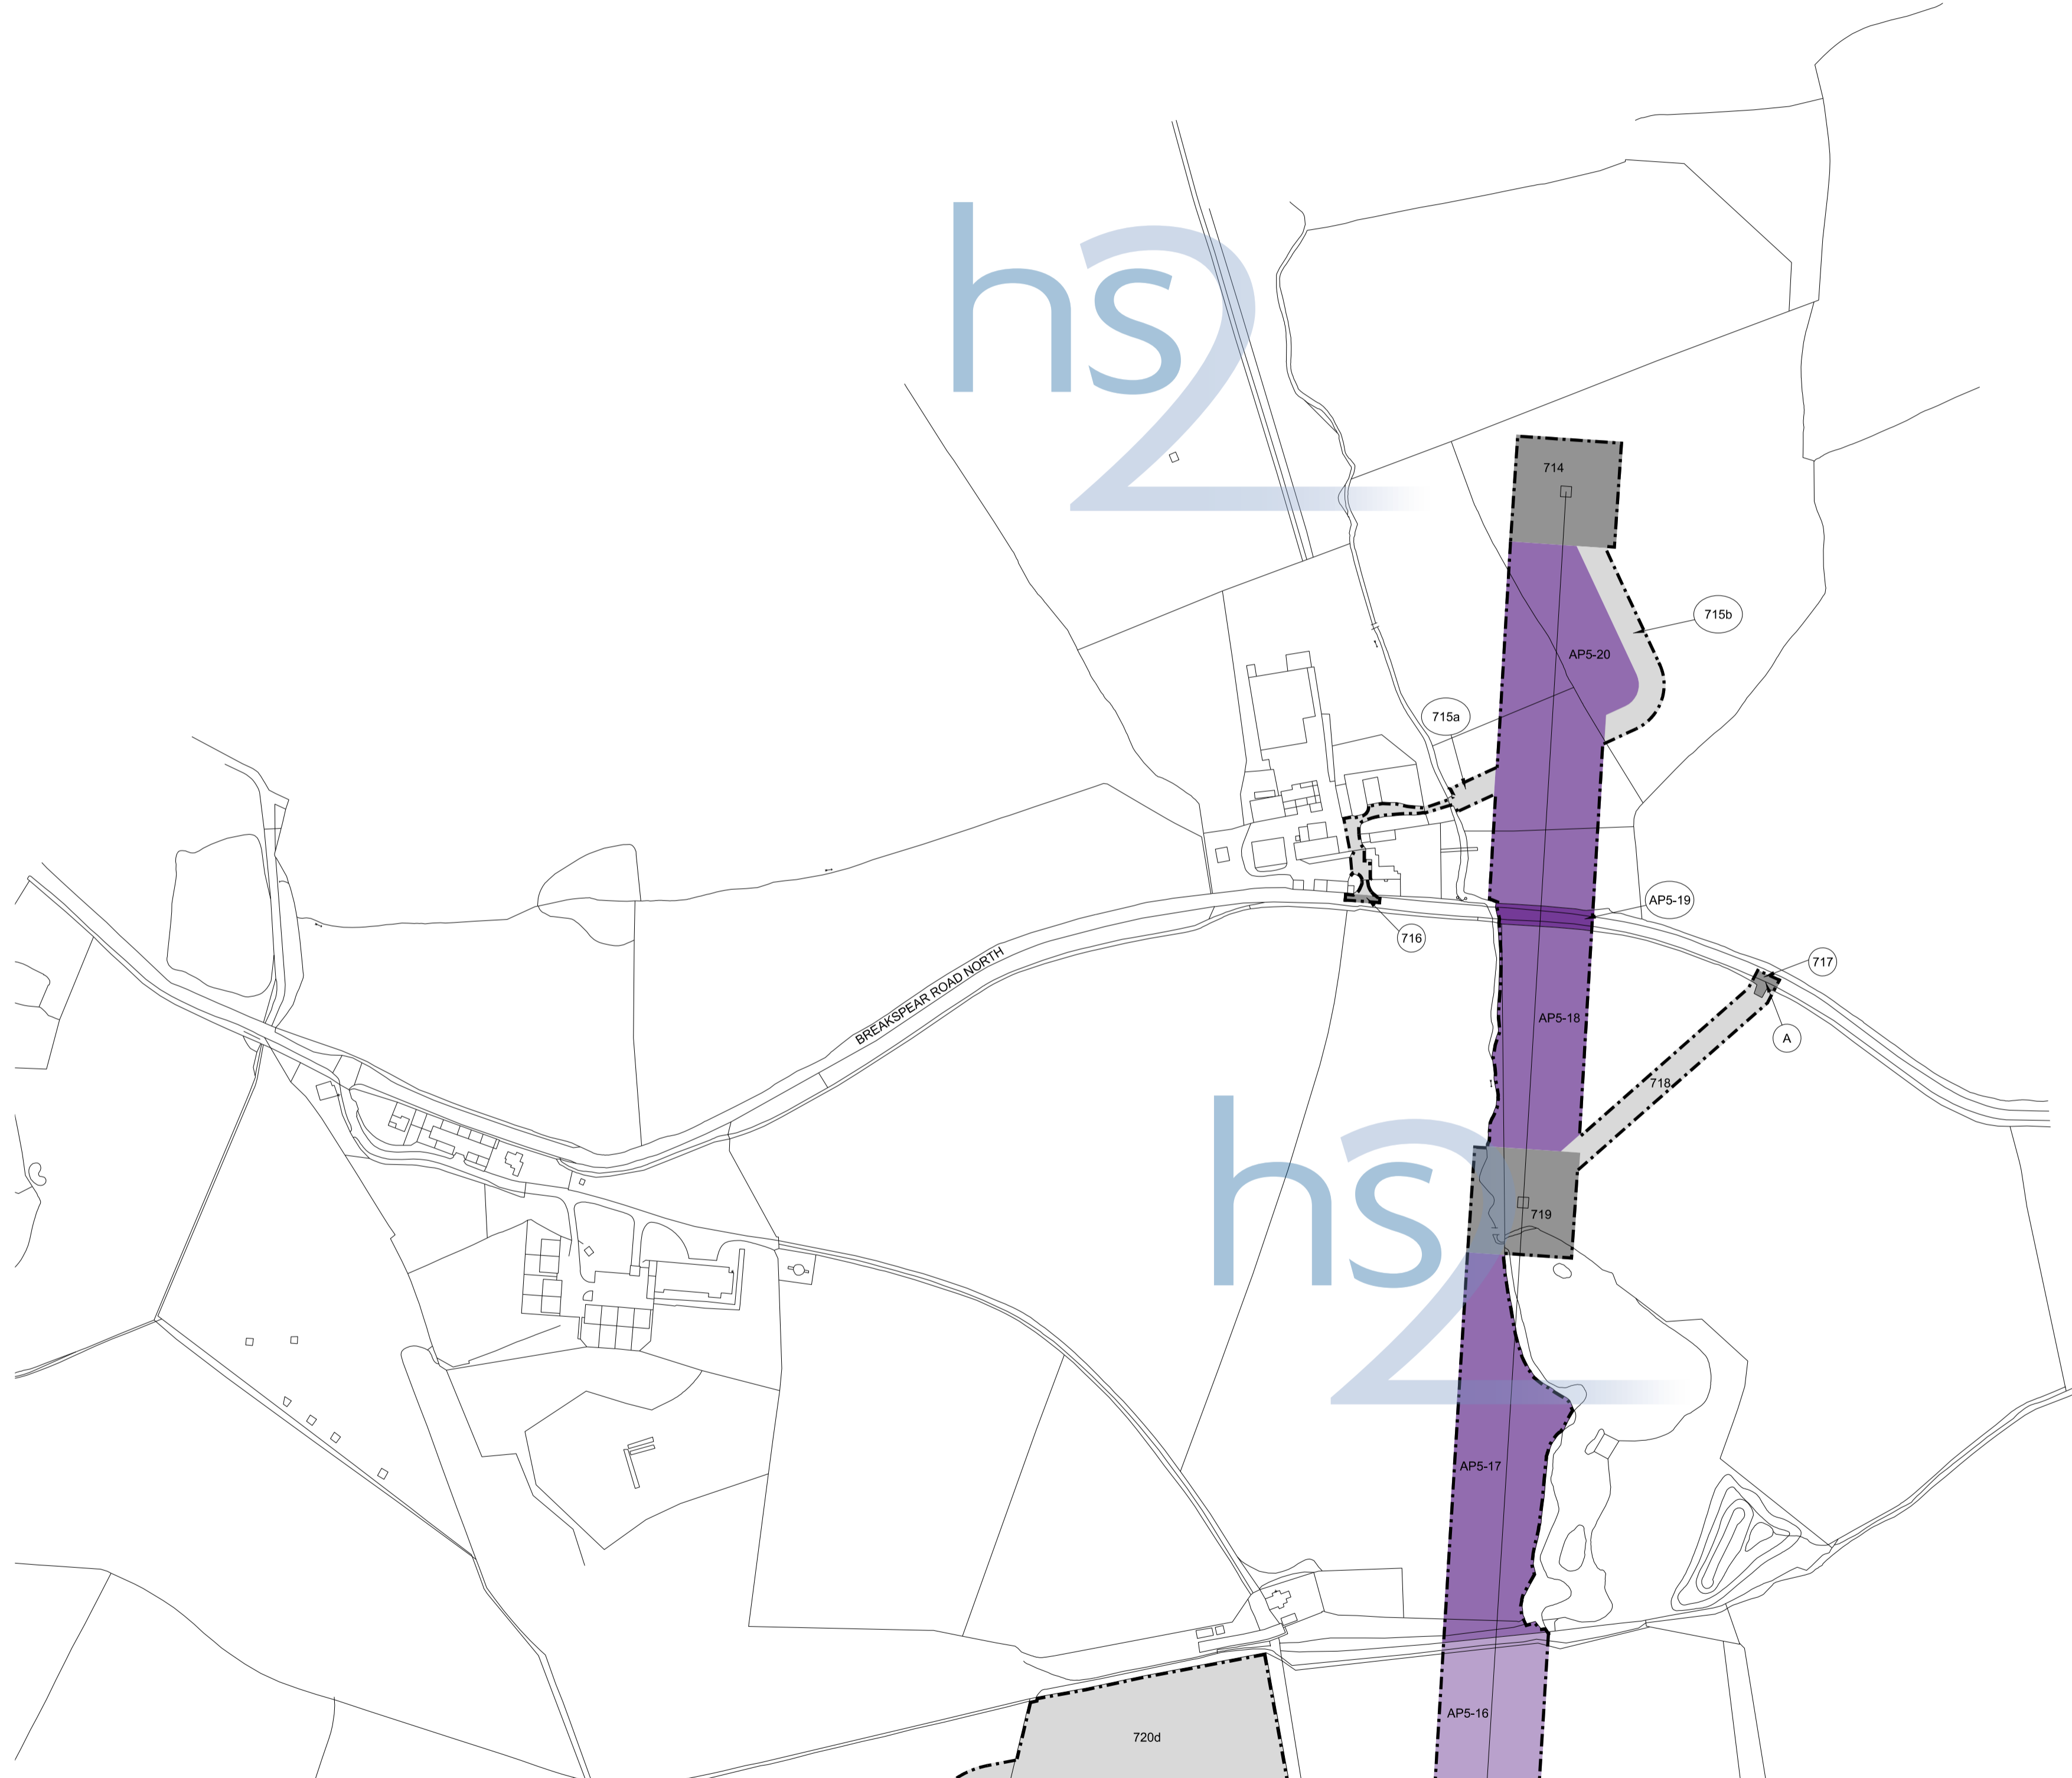 hs2
714
715b
AP5-20
715a
AP5-19
716
717
BREAKSPEAR ROAD NORTH
AP5-18
A
718
hs2
719
AP5-17
AP5-16
720d